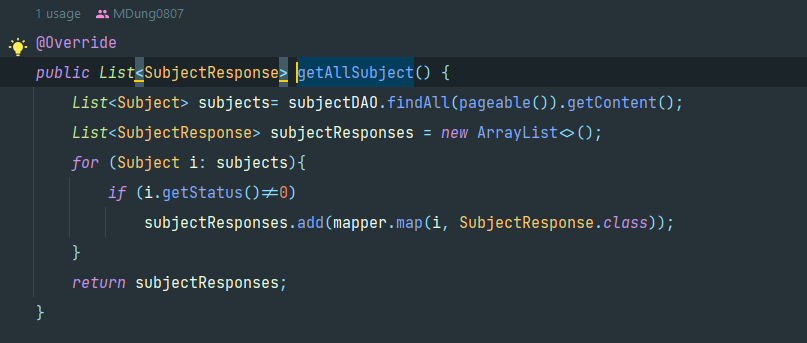 1 usage MDung0807
@Override
public List<SubjectResponse> getAllSubject() {
List<Subject> subjects= subjectDAO.findAll(pageable()).getContent();
List<SubjectResponse> subjectResponses = new ArrayList<>();
for (Subject i: subjects){
if (i.getStatus()≠0)
subjectResponses.add(mapper.map(i, SubjectResponse.class));
}
return subjectResponses;
}